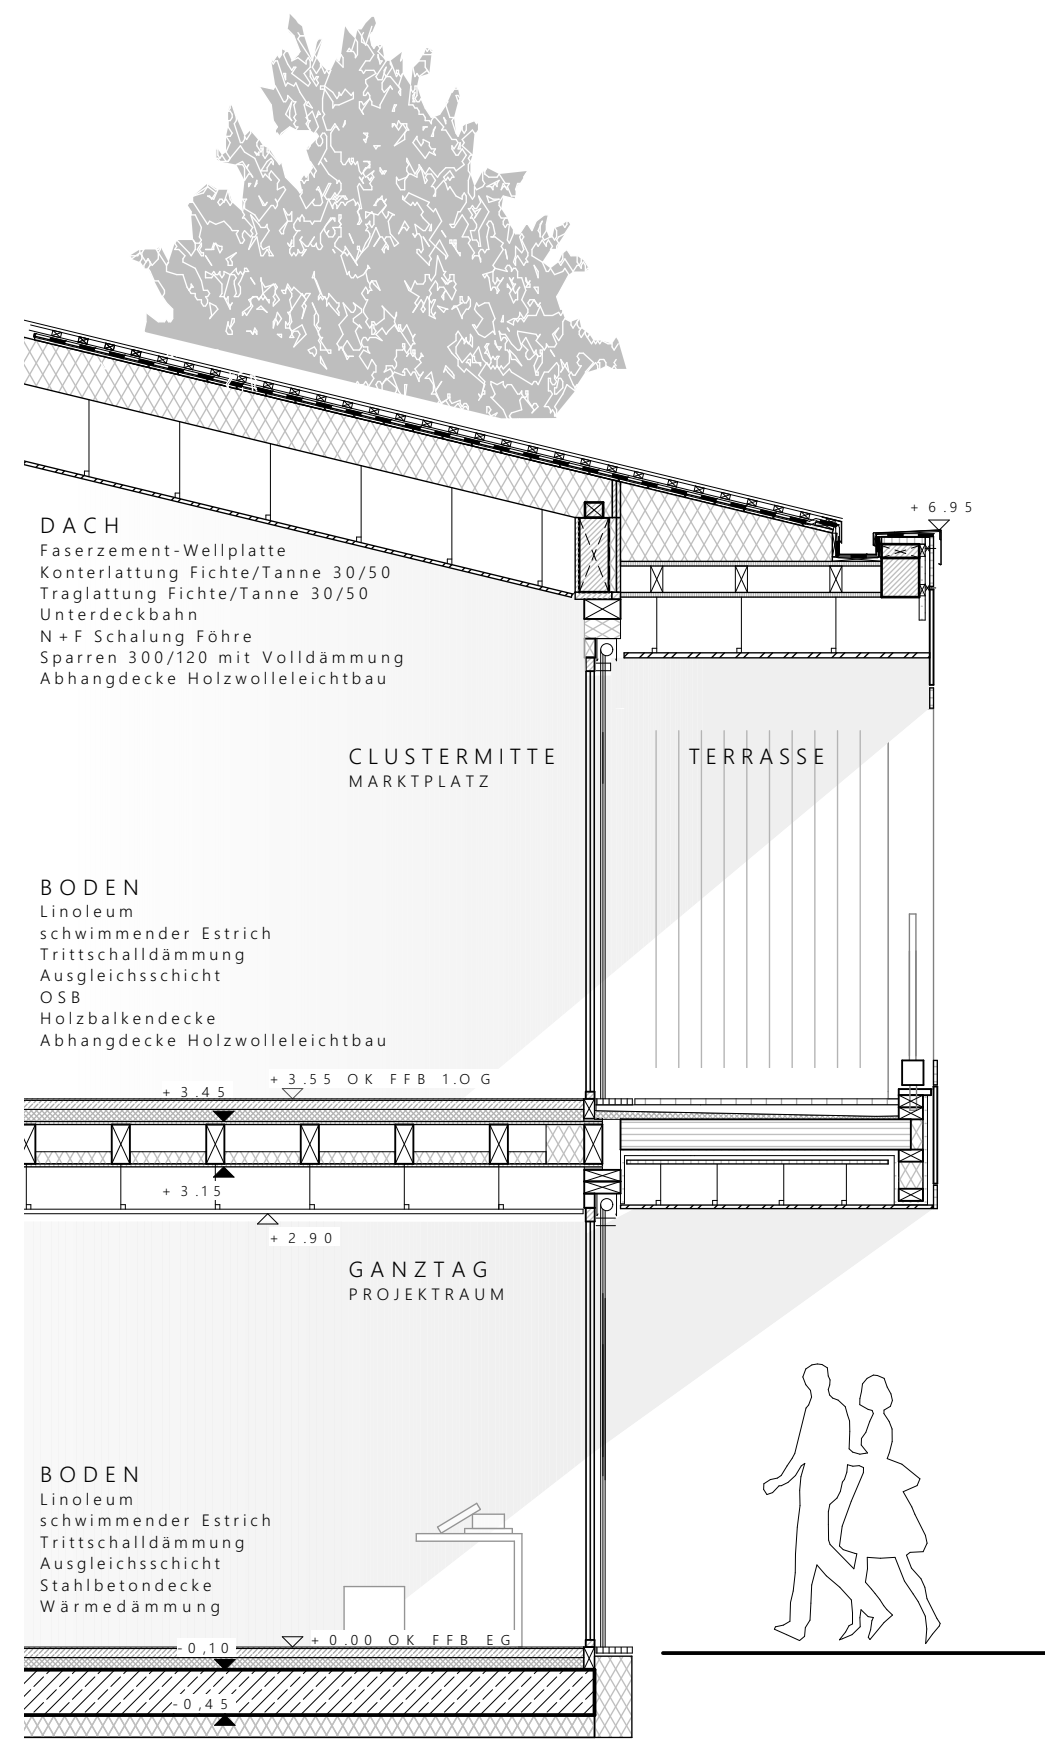 + 6.95
DACH
Faserzement-Wellplatte
Konterlattung Fichte/Tanne 30/50
Traglattung Fichte/Tanne 30/50
Unterdeckbahn
N+F Schalung Föhre
Sparren 300/120 mit Volldämmung
Abhangdecke Holzwolleleichtbau
CLUSTERMITTE
MARKTPLATZ
TERRASSE
BODEN
Linoleum
schwimmender Estrich
Trittschalldämmung
Ausgleichsschicht
OSB
Holzbalkendecke
Abhangdecke Holzwolleleichtbau
+ 3.55 OK FFB 1.OG
+ 3.45
+ 3.15
+ 2.90
GANZTAG
PROJEKTRAUM
BODEN
Linoleum
schwimmender Estrich
Trittschalldämmung
Ausgleichsschicht
Stahlbetondecke
Wärmedämmung
+ 0.00 OK FFB EG
-0,10
-0,45